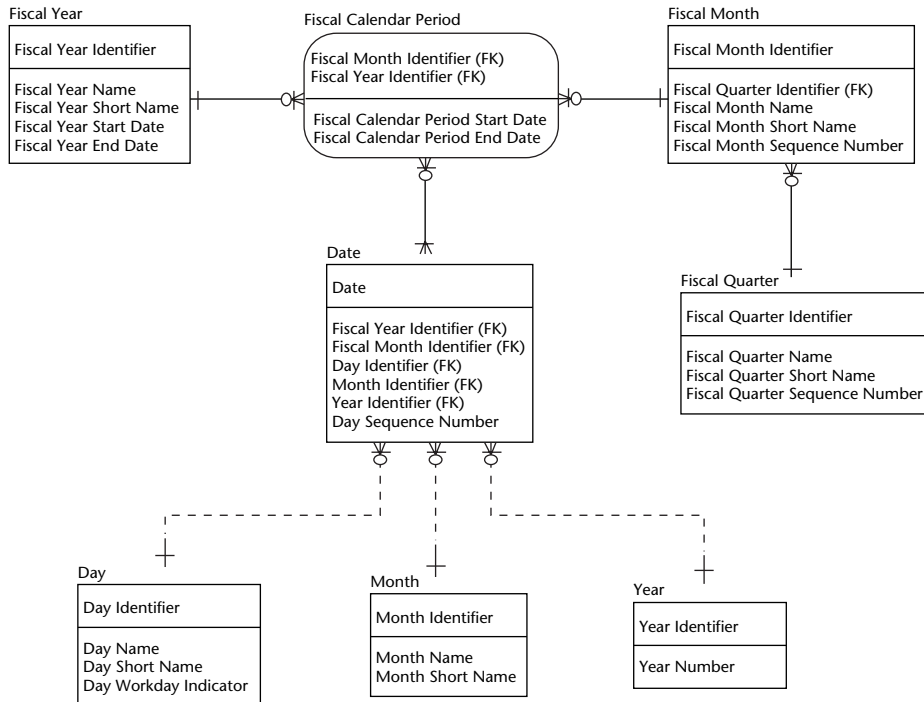 Fiscal Year
Fiscal Year Identifier
Fiscal Year Name
Fiscal Year Short Name
Fiscal Year Start Date
Fiscal Year End Date
Fiscal Calendar Period
Fiscal Month Identifier (FK)
Fiscal Year Identifier (FK)
Fiscal Calendar Period Start Date
Fiscal Calendar Period End Date
Fiscal Month
Fiscal Month Identifier
Fiscal Quarter Identifier (FK)
Fiscal Month Name
Fiscal Month Short Name
Fiscal Month Sequence Number
Date
Date
Fiscal Year Identifier (FK)
Fiscal Month Identifier (FK)
Day Identifier (FK)
Month Identifier (FK)
Year Identifier (FK)
Day Sequence Number
Fiscal Quarter
Fiscal Quarter Identifier
Fiscal Quarter Name
Fiscal Quarter Short Name
Fiscal Quarter Sequence Number
Day
Day Identifier
Day Name
Day Short Name
Day Workday Indicator
Month
Month Identifier
Month Name
Month Short Name
Year
Year Identifier
Year Number